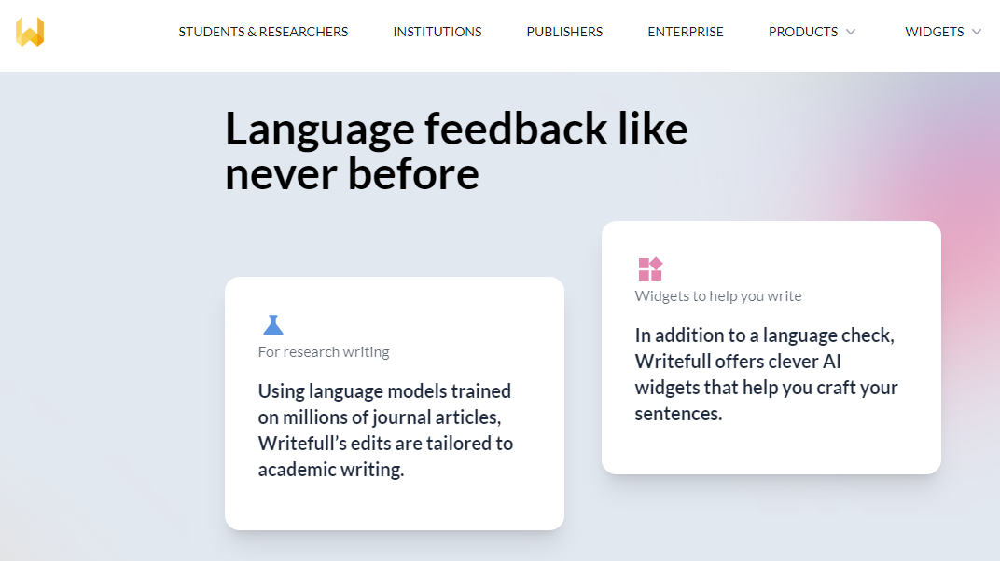 STUDENTS & RESEARCHERS INSTITUTIONS PUBLISHERS ENTERPRISE PRODUCTS WIDGETS
Language feedback like
never before
For research writing
Using language models trained
on millions of journal articles,
Writefull’s edits are tailored to
academic writing.
Widgets to help you write
In addition to a language check,
Writefull offers clever AI
widgets that help you craft your
sentences.